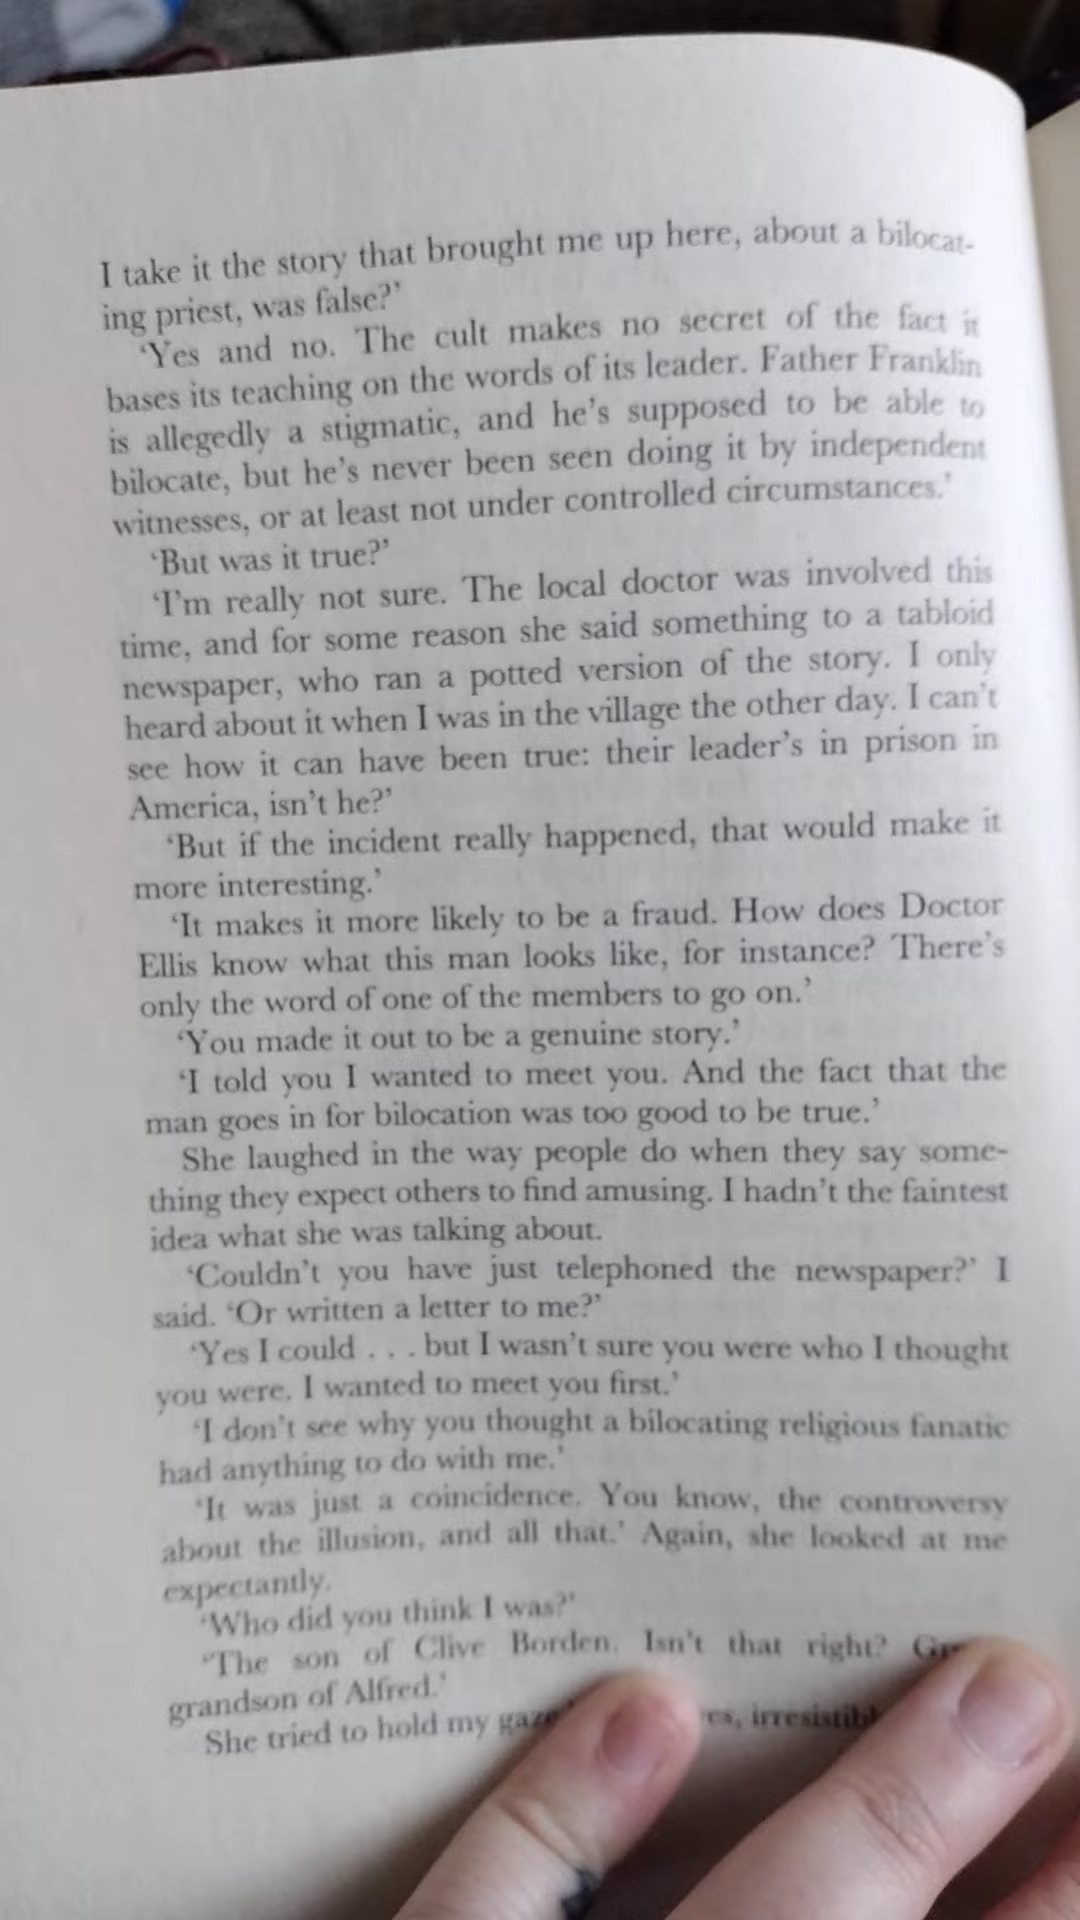 I take it the story that brought me up here, about a bilocat-
ing priest, was false?’
‘Yes and no. The cult makes no secret of the fact it
bases its teaching on the words of its leader. Father Franklin
is allegedly a stigmatic, and he’s supposed to be able to
bilocate, but he’s never been seen doing it by independent
witnesses, or at least not under controlled circumstances.’
‘But was it true?’
‘I’m really not sure. The local doctor was involved this
time, and for some reason she said something to a tabloid
newspaper, who ran a potted version of the story. I only
heard about it when I was in the village the other day. I can’t
see how it can have been true: their leader’s in prison in
America, isn’t he?’
‘But if the incident really happened, that would make it
more interesting.’
‘It makes it more likely to be a fraud. How does Doctor
Ellis know what this man looks like, for instance? There’s
only the word of one of the members to go on.’
‘You made it out to be a genuine story.’
‘I told you I wanted to meet you. And the fact that the
man goes in for bilocation was too good to be true.’
She laughed in the way people do when they say some-
thing they expect others to find amusing. I hadn’t the faintest
idea what she was talking about.
‘Couldn’t you have just telephoned the newspaper?’ I
said. ‘Or written a letter to me?’
‘Yes I could . . . but I wasn’t sure you were who I thought
you were. I wanted to meet you first.’
‘I don’t see why you thought a bilocating religious fanatic
had anything to do with me.’
‘It was just a coincidence. You know, the controversy
about the illusion, and all that.’ Again, she looked at me
expectantly.
‘Who did you think I was?’
‘The son of Clive Borden. Isn’t that right?
grandson of Alfred.’
She tried to hold my